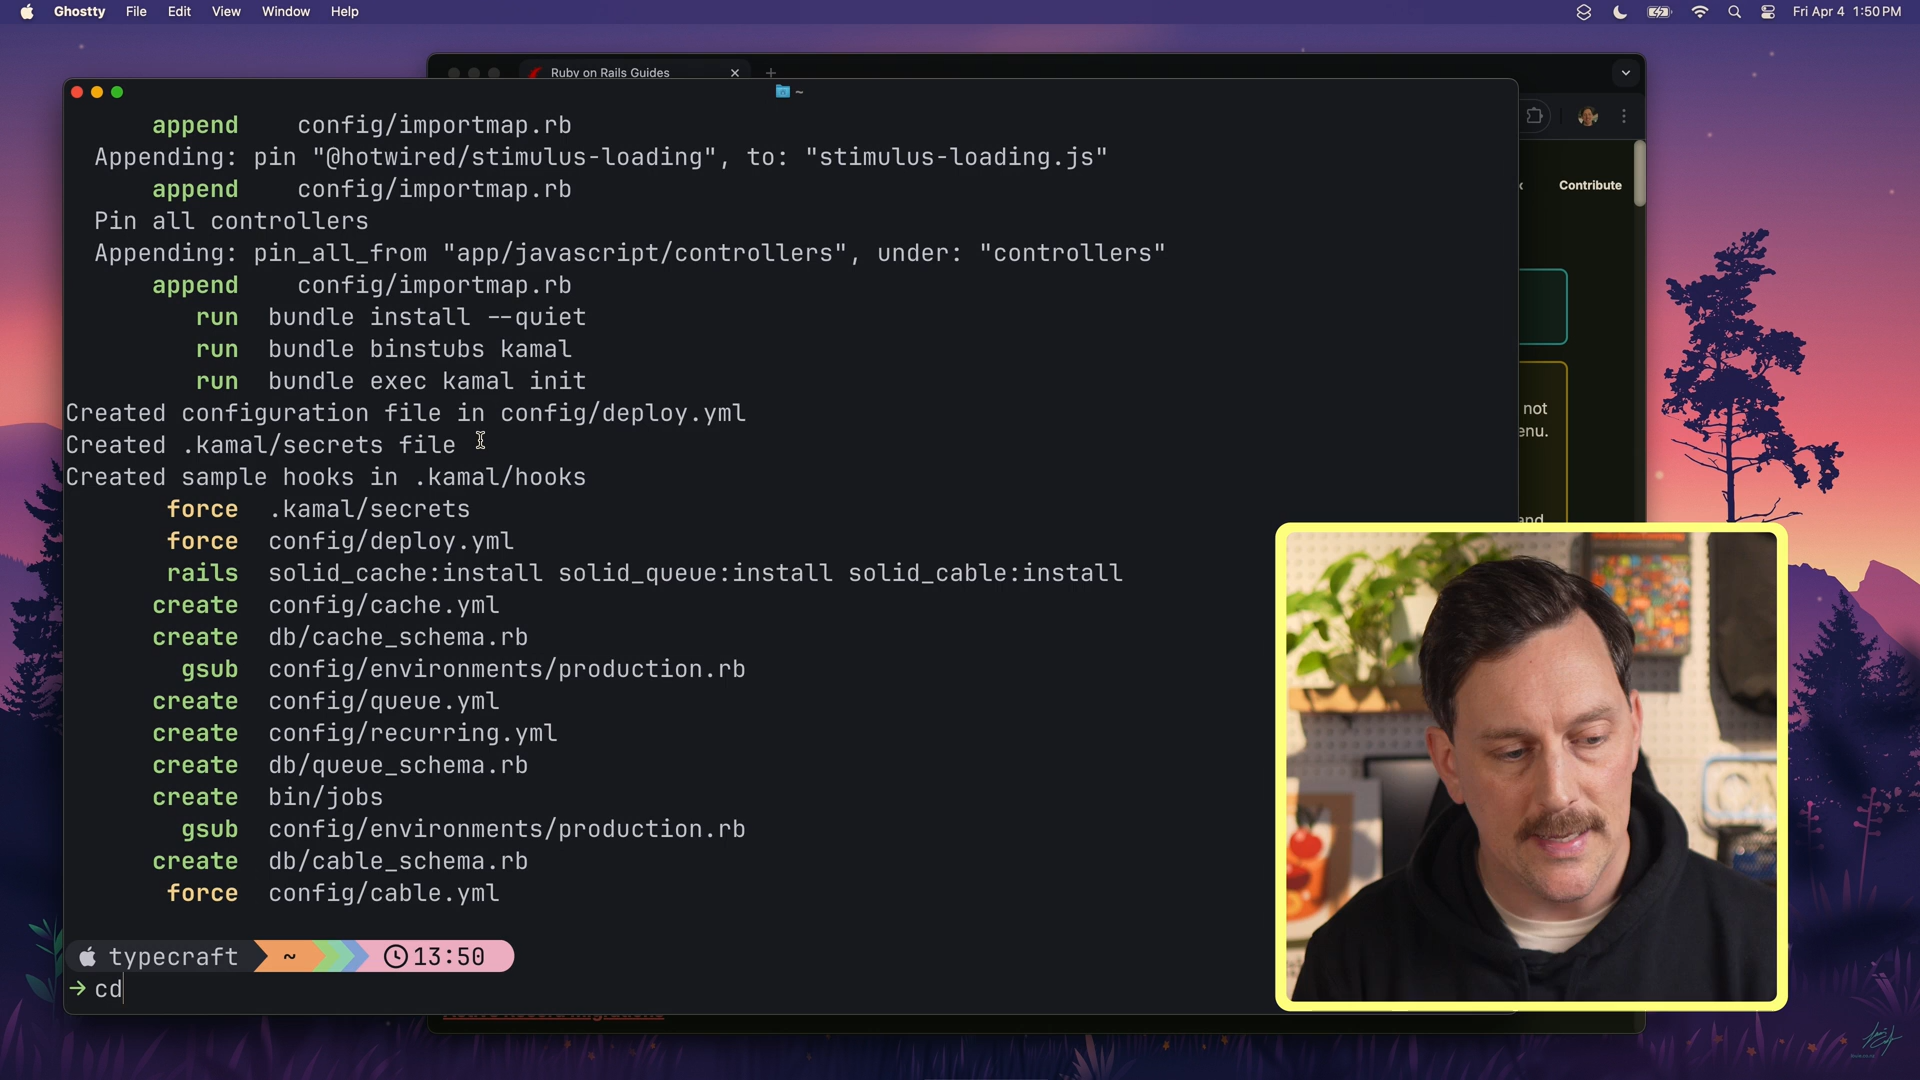 Ghostty File Edit View Window Help
Fri Apr 4 1:50 PM
Ruby on Rails Guides
~
append config/importmap.rb
Appending: pin "@hotwired/stimulus-loading", to: "stimulus-loading.js"
append config/importmap.rb
Contribute
Pin all controllers
Appending: pin_all_from "app/javascript/controllers", under: "controllers"
append config/importmap.rb
run bundle install --quiet
run bundle binstubs kamal
run bundle exec kamal init
Created configuration file in config/deploy.yml
not
enu.
Created .kamal/secrets file
Created sample hooks in .kamal/hooks
force .kamal/secrets
and
force config/deploy.yml
rails solid_cache:install solid_queue:install solid_cable:install
create config/cache.yml
create db/cache_schema.rb
gsub config/environments/production.rb
create config/queue.yml
create config/recurring.yml
create db/queue_schema.rb
create bin/jobs
gsub config/environments/production.rb
create db/cable_schema.rb
force config/cable.yml
typecraft ~ 13:50
→ cd